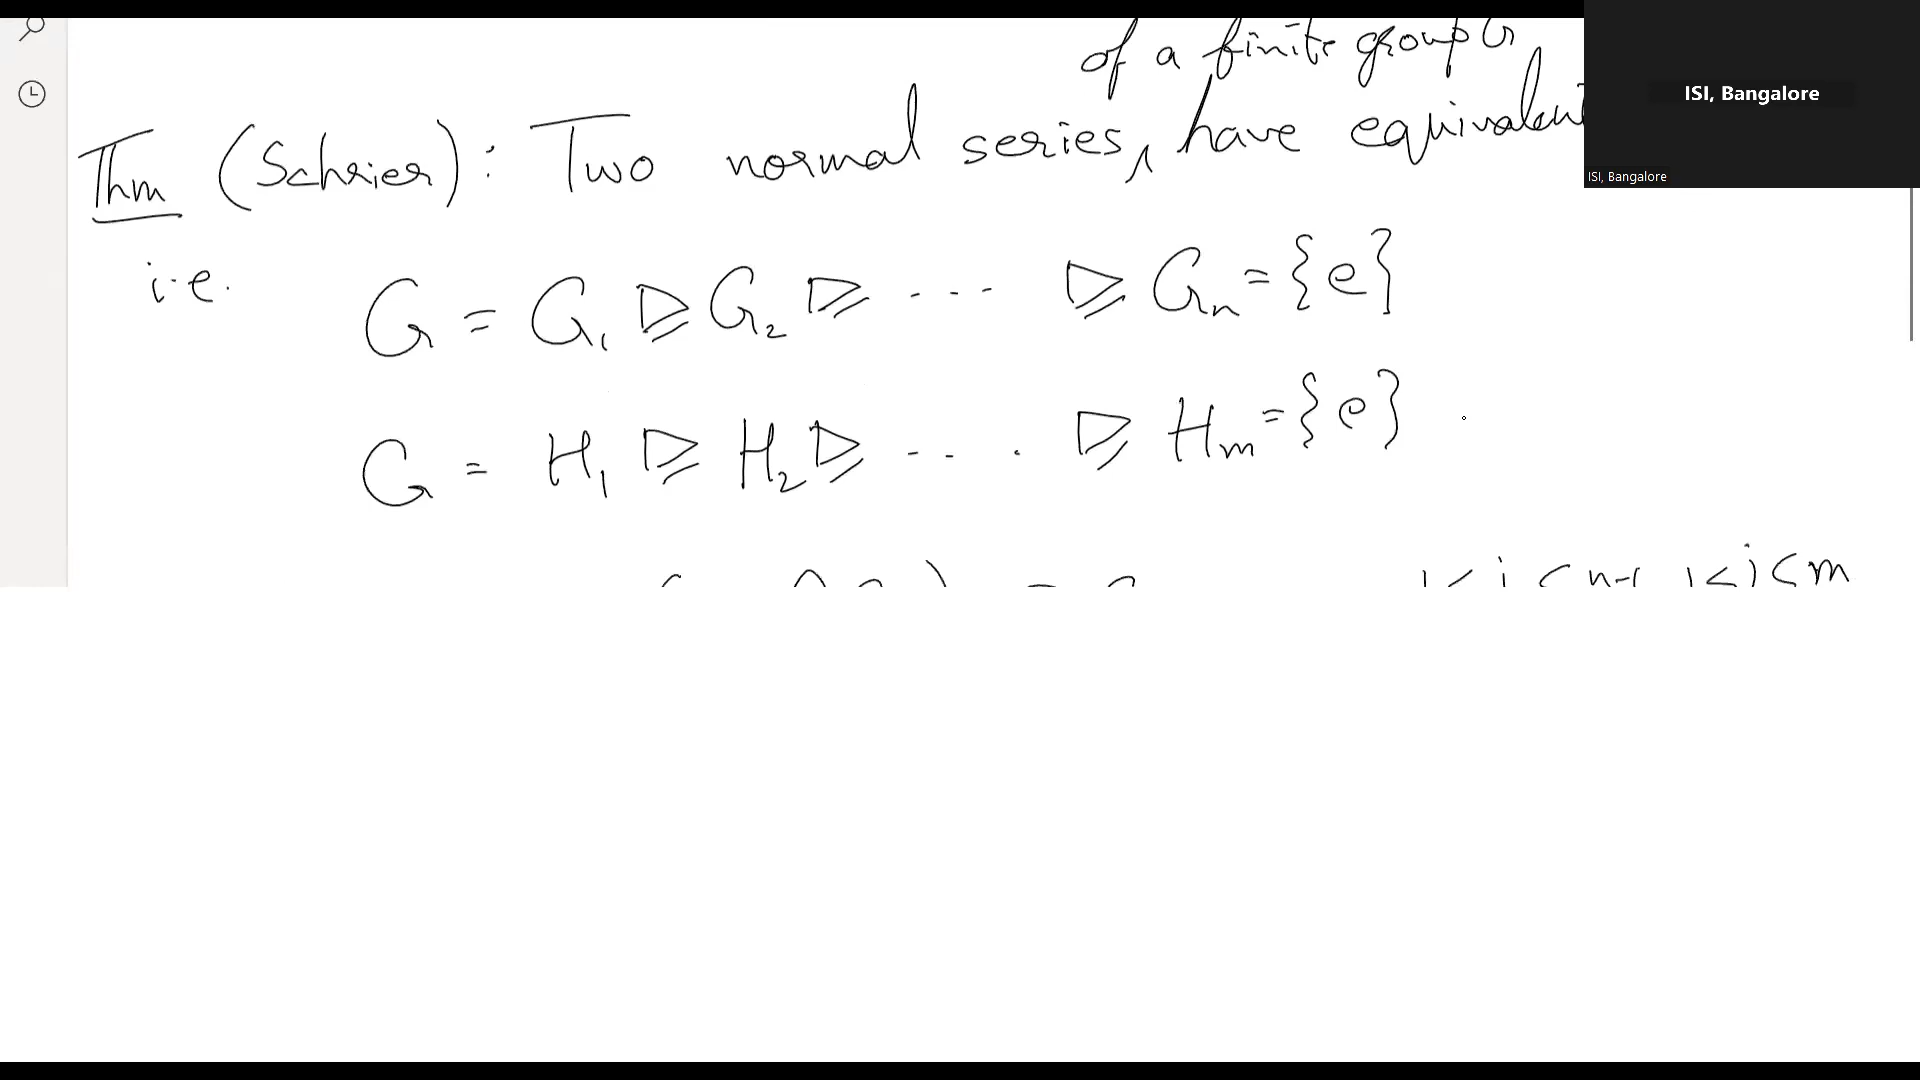 of a finite group G,
ISI, Bangalore
Thm (Schrier): Two normal series, ∧ have equivalent
ISI, Bangalore
i.e. G = G₁ ⊵ G₂ ⊵ ... ⊵ Gₙ = {e}
G = H₁ ⊵ H₂ ⊵ ... ⊵ Hₘ = {e}